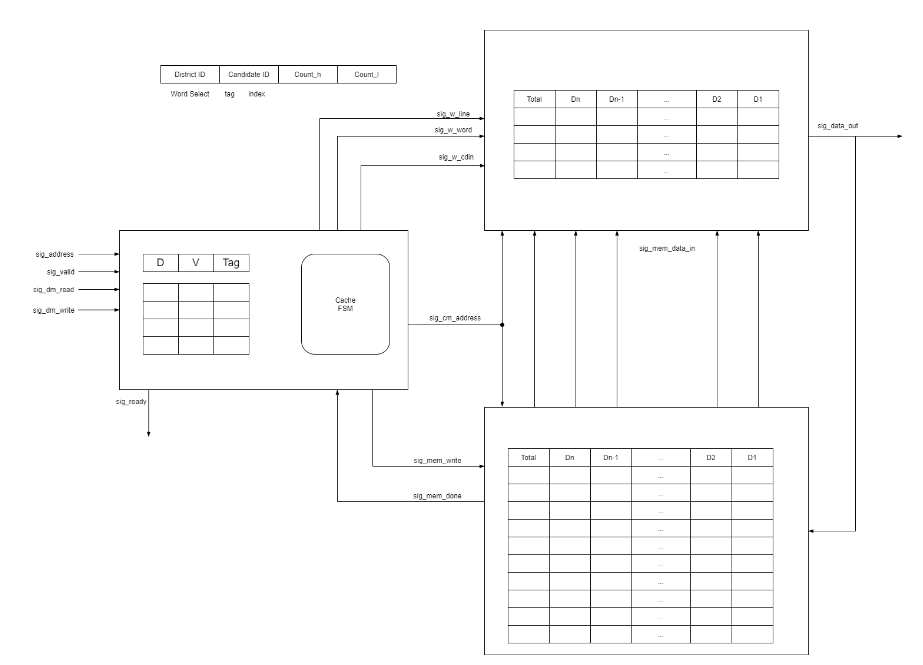 District ID Candidate ID Count_h Count_l
Word Select tag index
sig_w_line
sig_w_word
sig_w_cdin
Total Dn Dn-1 ... D2 D1
...
...
...
...
sig_data_out
sig_address
sig_valid
sig_dm_read
sig_dm_write
D V Tag
Cache
FSM
sig_mem_data_in
sig_cm_address
sig_ready
sig_mem_write
sig_mem_done
Total Dn Dn-1 ... D2 D1
...
...
...
...
...
...
...
...
...
...